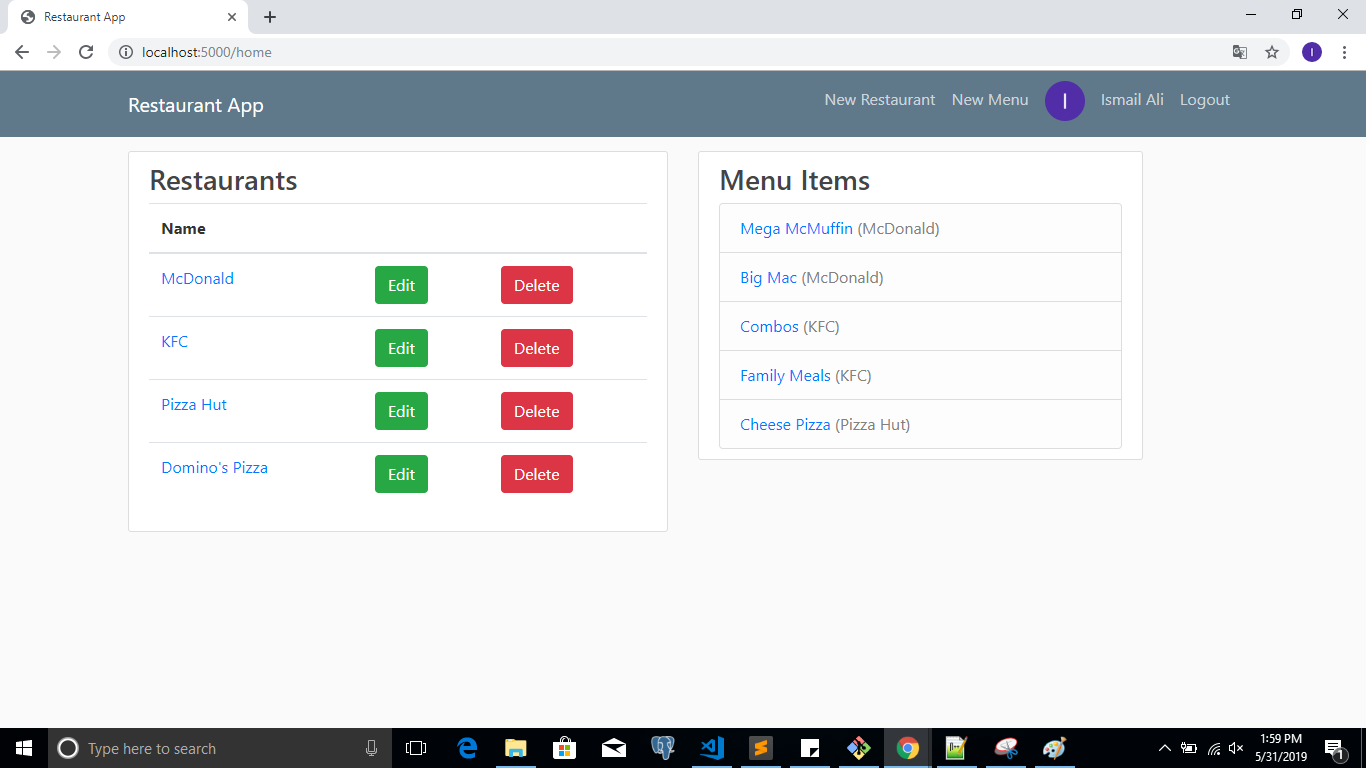 Restaurant App
localhost:5000/home
I
Restaurant App
New Restaurant New Menu I Ismail Ali Logout
Restaurants
Name
McDonald Edit Delete
KFC Edit Delete
Pizza Hut Edit Delete
Domino's Pizza Edit Delete
Menu Items
Mega McMuffin (McDonald)
Big Mac (McDonald)
Combos (KFC)
Family Meals (KFC)
Cheese Pizza (Pizza Hut)
Type here to search
1:59 PM
5/31/2019
1